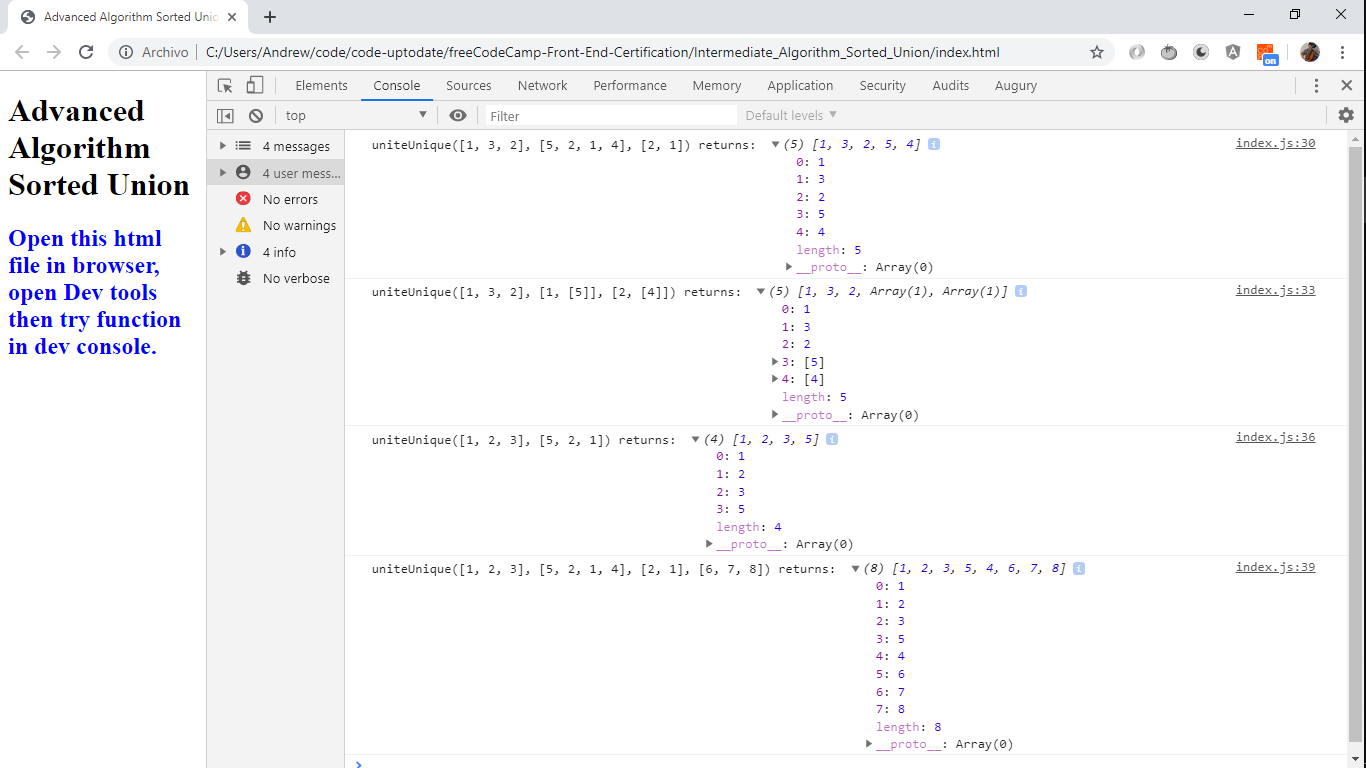 Advanced Algorithm Sorted Unio
Archivo
C:/Users/Andrew/code/code-uptodate/freeCodeCamp-Front-End-Certification/Intermediate_Algorithm_Sorted_Union/index.html
on
Advanced
Algorithm
Sorted Union
Open this html
file in browser,
open Dev tools
then try function
in dev console.
Elements Console Sources Network Performance Memory Application Security Audits Augury
top
Filter
Default levels
4 messages
4 user mess...
No errors
No warnings
4 info
No verbose
uniteUnique([1, 3, 2], [5, 2, 1, 4], [2, 1]) returns: (5) [1, 3, 2, 5, 4] index.js:30
0: 1
1: 3
2: 2
3: 5
4: 4
length: 5
__proto__: Array(0)
uniteUnique([1, 3, 2], [1, [5]], [2, [4]]) returns: (5) [1, 3, 2, Array(1), Array(1)] index.js:33
0: 1
1: 3
2: 2
3: [5]
4: [4]
length: 5
__proto__: Array(0)
uniteUnique([1, 2, 3], [5, 2, 1]) returns: (4) [1, 2, 3, 5] index.js:36
0: 1
1: 2
2: 3
3: 5
length: 4
__proto__: Array(0)
uniteUnique([1, 2, 3], [5, 2, 1, 4], [2, 1], [6, 7, 8]) returns: (8) [1, 2, 3, 5, 4, 6, 7, 8] index.js:39
0: 1
1: 2
2: 3
3: 5
4: 4
5: 6
6: 7
7: 8
length: 8
__proto__: Array(0)